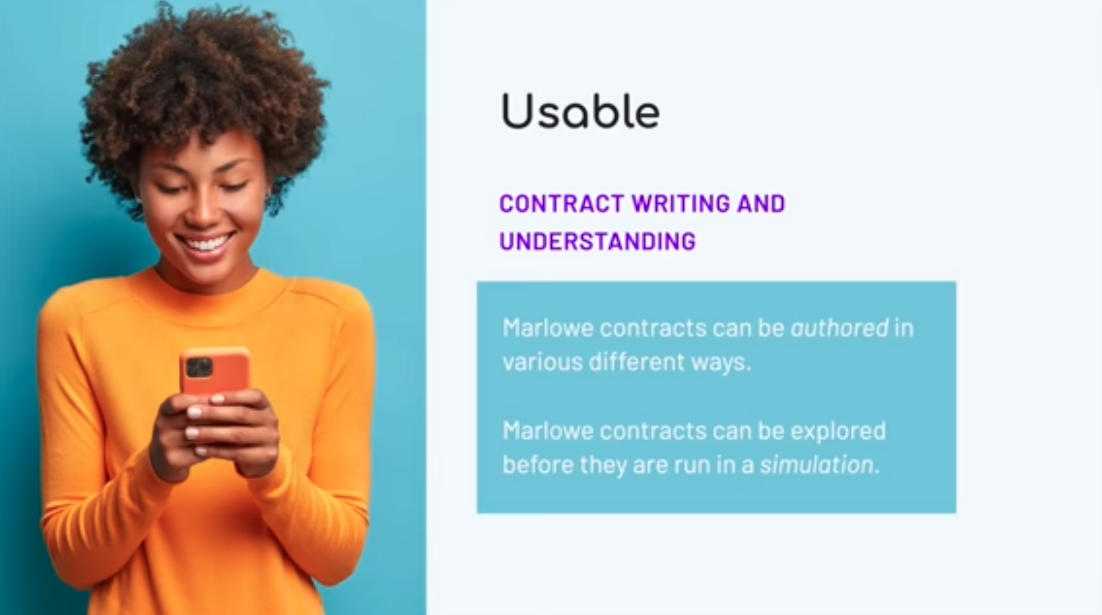 Usable
CONTRACT WRITING AND
UNDERSTANDING
Marlowe contracts can be authored in
various different ways.
Marlowe contracts can be explored
before they are run in a simulation.